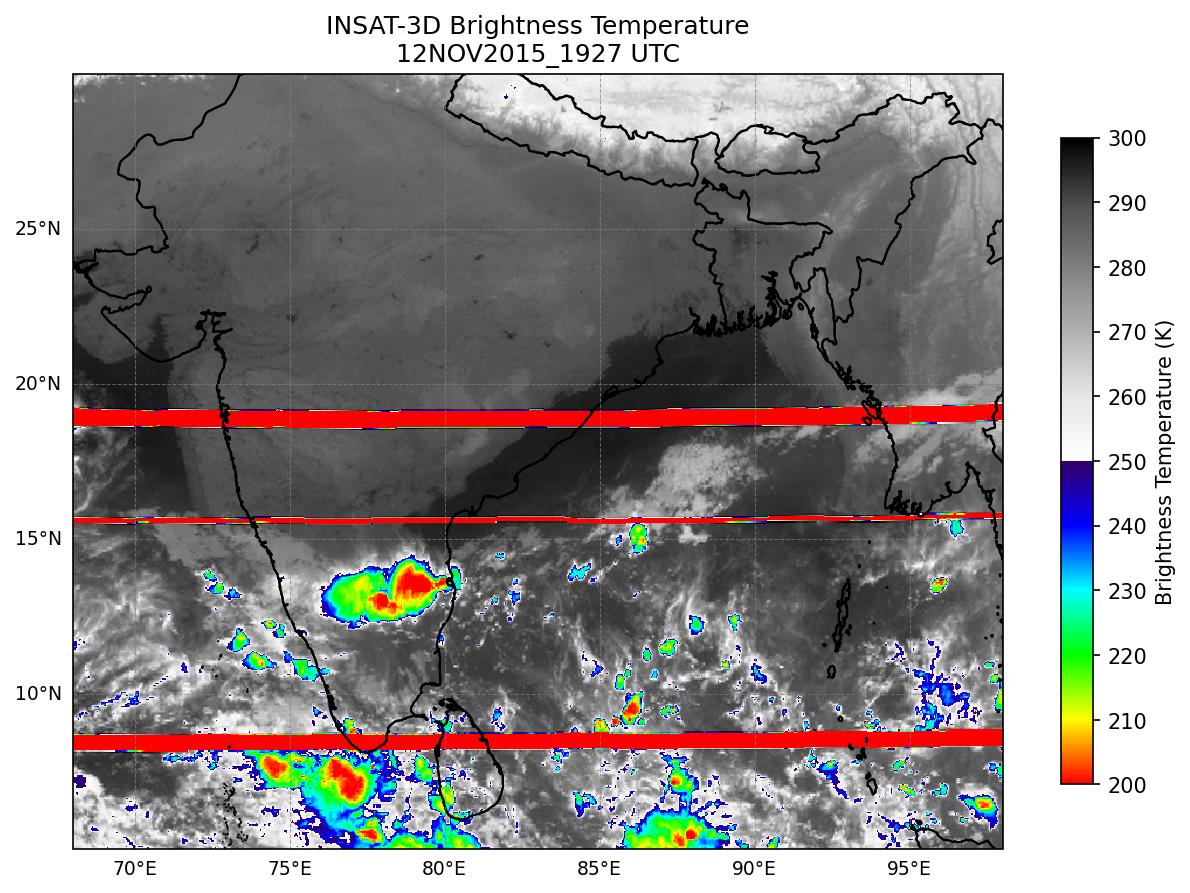 INSAT-3D Brightness Temperature
12NOV2015_1927 UTC
25°N
20°N
15°N
10°N
70°E
75°E
80°E
85°E
90°E
95°E
300
290
280
270
260
250
240
230
220
210
200
Brightness Temperature (K)